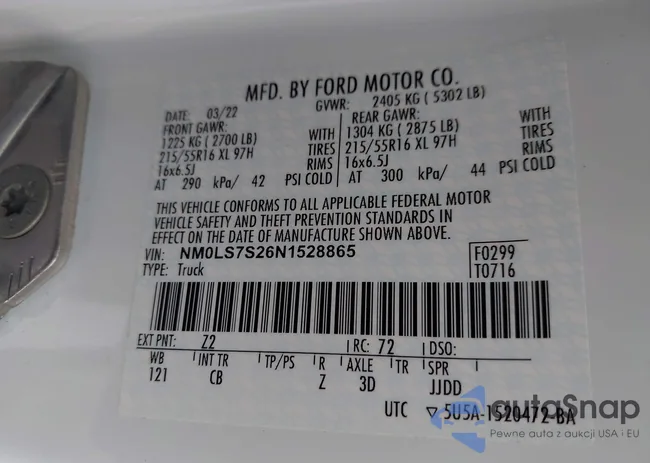 MFD. BY FORD MOTOR CO.
DATE: 03/22 GVWR: 2405 KG ( 5302 LB)
FRONT GAWR: REAR GAWR:
1225 KG ( 2700 LB) WITH 1304 KG ( 2875 LB) WITH
215/55R16 XL 97H TIRES 215/55R16 XL 97H TIRES
16x6.5J RIMS 16x6.5J RIMS
AT 290 kPa/ 42 PSI COLD AT 300 kPa/ 44 PSI COLD
THIS VEHICLE CONFORMS TO ALL APPLICABLE FEDERAL MOTOR
VEHICLE SAFETY AND THEFT PREVENTION STANDARDS IN
EFFECT ON THE DATE OF MANUFACTURE SHOWN ABOVE.
VIN: NM0LS7S26N1528865 F0299
TYPE: Truck T0716
EXT PNT: Z2 RC: 72 DSO:
WB INT TR TP/PS R AXLE TR SPR
121 CB Z 3D JJDD
UTC ▽ 5U5A-1520472-BA
autoSnap
Pewne auta z aukcji USA i EU